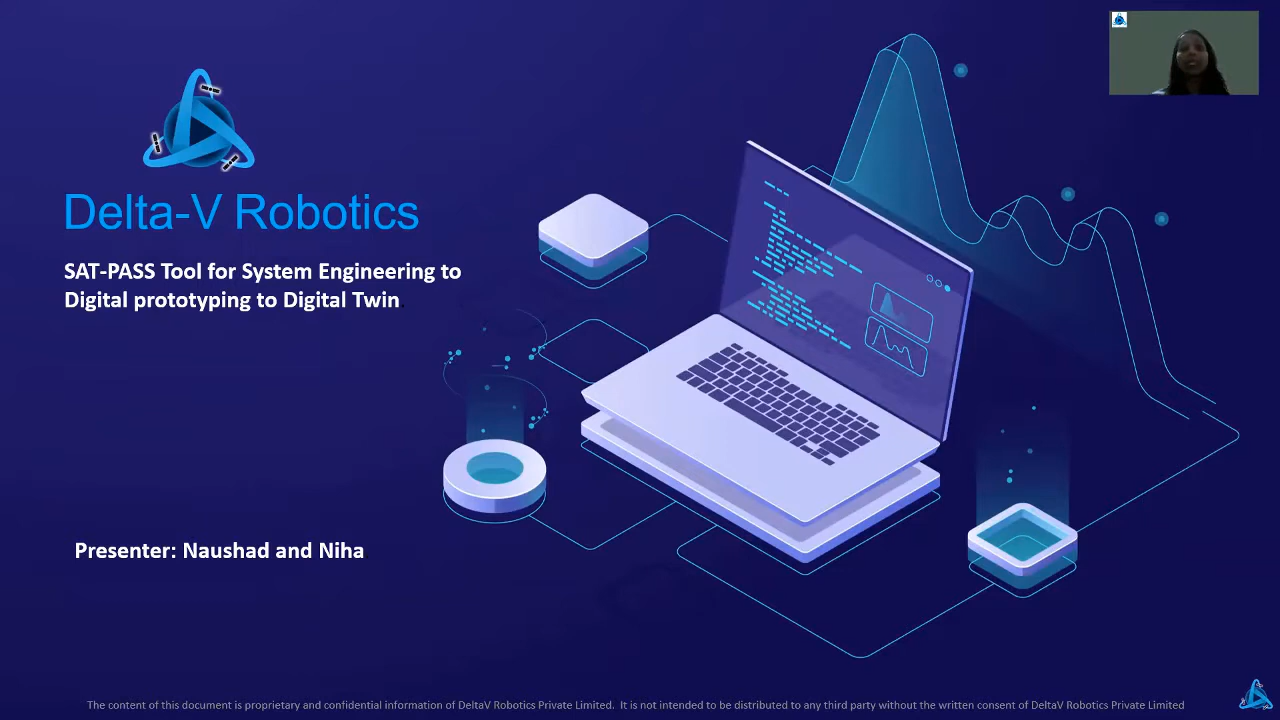 Delta-V Robotics
SAT-PASS Tool for System Engineering to
Digital prototyping to Digital Twin
Presenter: Naushad and Niha
The content of this document is proprietary and confidential information of DeltaV Robotics Private Limited. It is not intended to be distributed to any third party without the written consent of DeltaV Robotics Private Limited